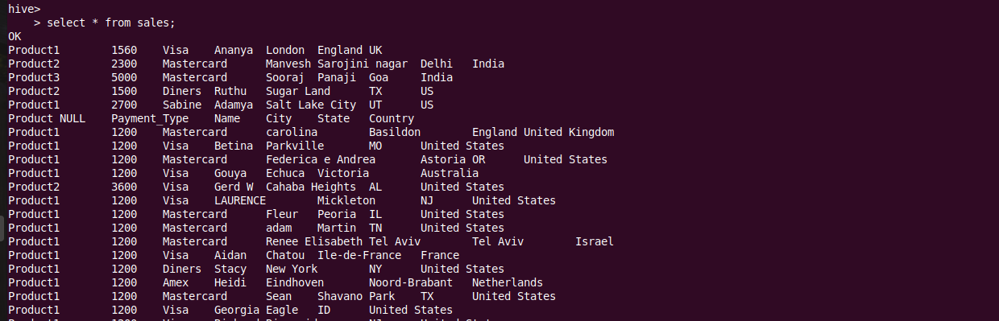 hive>
> select * from sales;
OK
Product1 1560 Visa Ananya London England UK
Product2 2300 Mastercard Manvesh Sarojini nagar Delhi India
Product3 5000 Mastercard Sooraj Panaji Goa India
Product2 1500 Diners Ruthu Sugar Land TX US
Product1 2700 Sabine Adamya Salt Lake City UT US
Product NULL Payment_Type Name City State Country
Product1 1200 Mastercard carolina Basildon England United Kingdom
Product1 1200 Visa Betina Parkville MO United States
Product1 1200 Mastercard Federica e Andrea Astoria OR United States
Product1 1200 Visa Gouya Echuca Victoria Australia
Product2 3600 Visa Gerd W Cahaba Heights AL United States
Product1 1200 Visa LAURENCE Mickleton NJ United States
Product1 1200 Mastercard Fleur Peoria IL United States
Product1 1200 Mastercard adam Martin TN United States
Product1 1200 Mastercard Renee Elisabeth Tel Aviv Tel Aviv Israel
Product1 1200 Visa Aidan Chatou Ile-de-France France
Product1 1200 Diners Stacy New York NY United States
Product1 1200 Amex Heidi Eindhoven Noord-Brabant Netherlands
Product1 1200 Mastercard Sean Shavano Park TX United States
Product1 1200 Visa Georgia Eagle ID United States